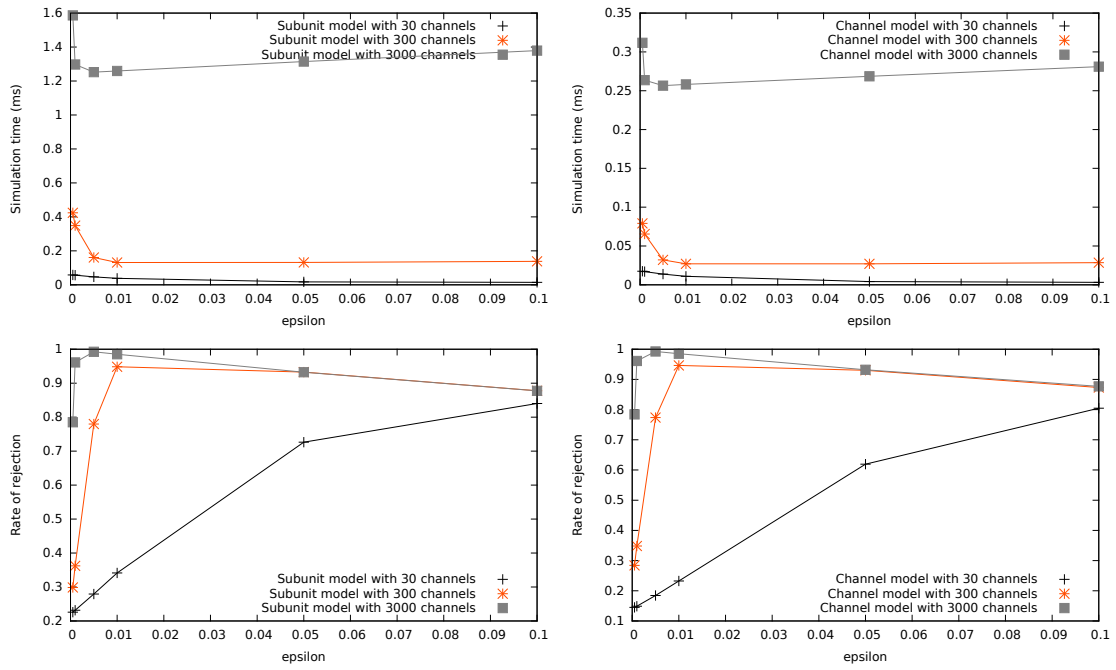 1.6
1.4
1.2
1
0.8
0.6
0.4
0.2
0
Simulation time (ms)
Subunit model with 30 channels
Subunit model with 300 channels
Subunit model with 3000 channels
0 0.01 0.02 0.03 0.04 0.05 0.06 0.07 0.08 0.09 0.1
epsilon
0.35
0.3
0.25
0.2
0.15
0.1
0.05
0
Simulation time (ms)
Channel model with 30 channels
Channel model with 300 channels
Channel model with 3000 channels
0 0.01 0.02 0.03 0.04 0.05 0.06 0.07 0.08 0.09 0.1
epsilon
1
0.9
0.8
0.7
0.6
0.5
0.4
0.3
0.2
Rate of rejection
Subunit model with 30 channels
Subunit model with 300 channels
Subunit model with 3000 channels
0 0.01 0.02 0.03 0.04 0.05 0.06 0.07 0.08 0.09 0.1
epsilon
1
0.9
0.8
0.7
0.6
0.5
0.4
0.3
0.2
0.1
Rate of rejection
Channel model with 30 channels
Channel model with 300 channels
Channel model with 3000 channels
0 0.01 0.02 0.03 0.04 0.05 0.06 0.07 0.08 0.09 0.1
epsilon